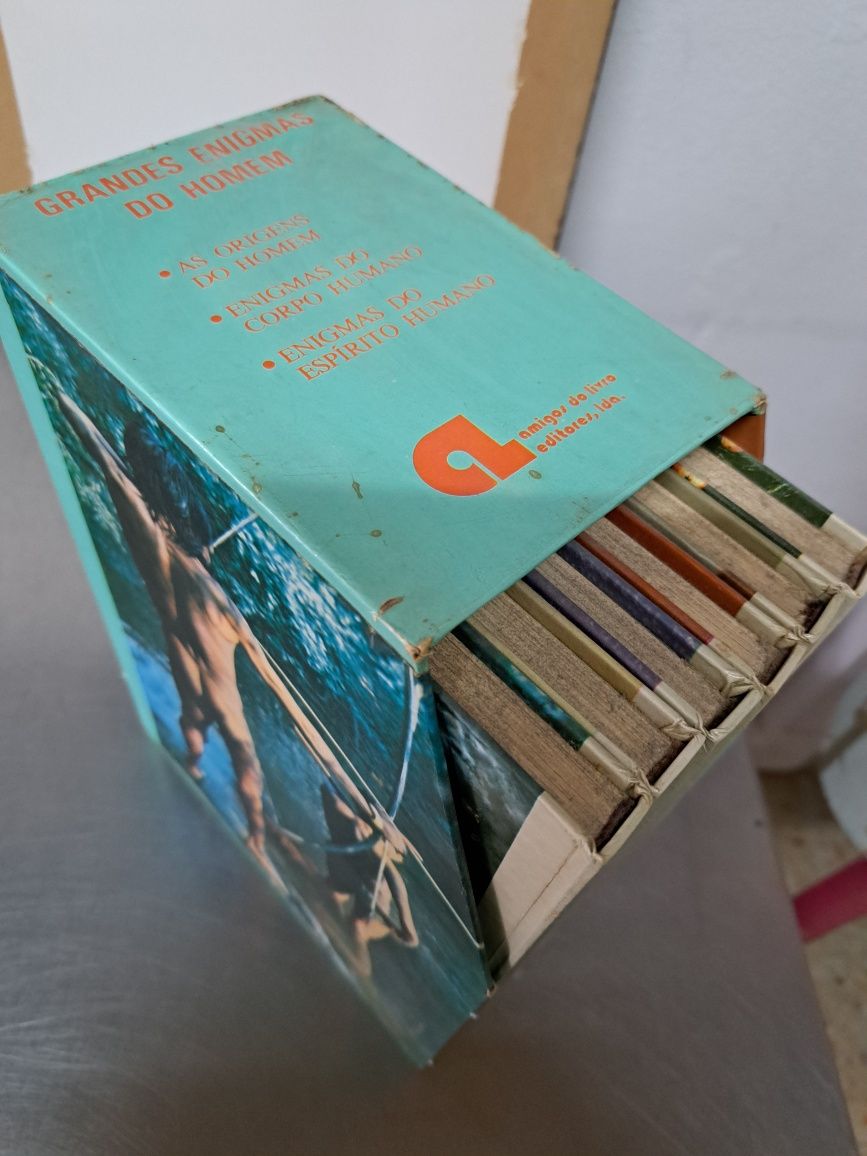 GRANDES ENIGMAS
DO HOMEM
• AS ORIGENS
DO HOMEM
• ENIGMAS DO
CORPO HUMANO
• ENIGMAS DO
ESPÍRITO HUMANO
amigos do livro
editores, lda.